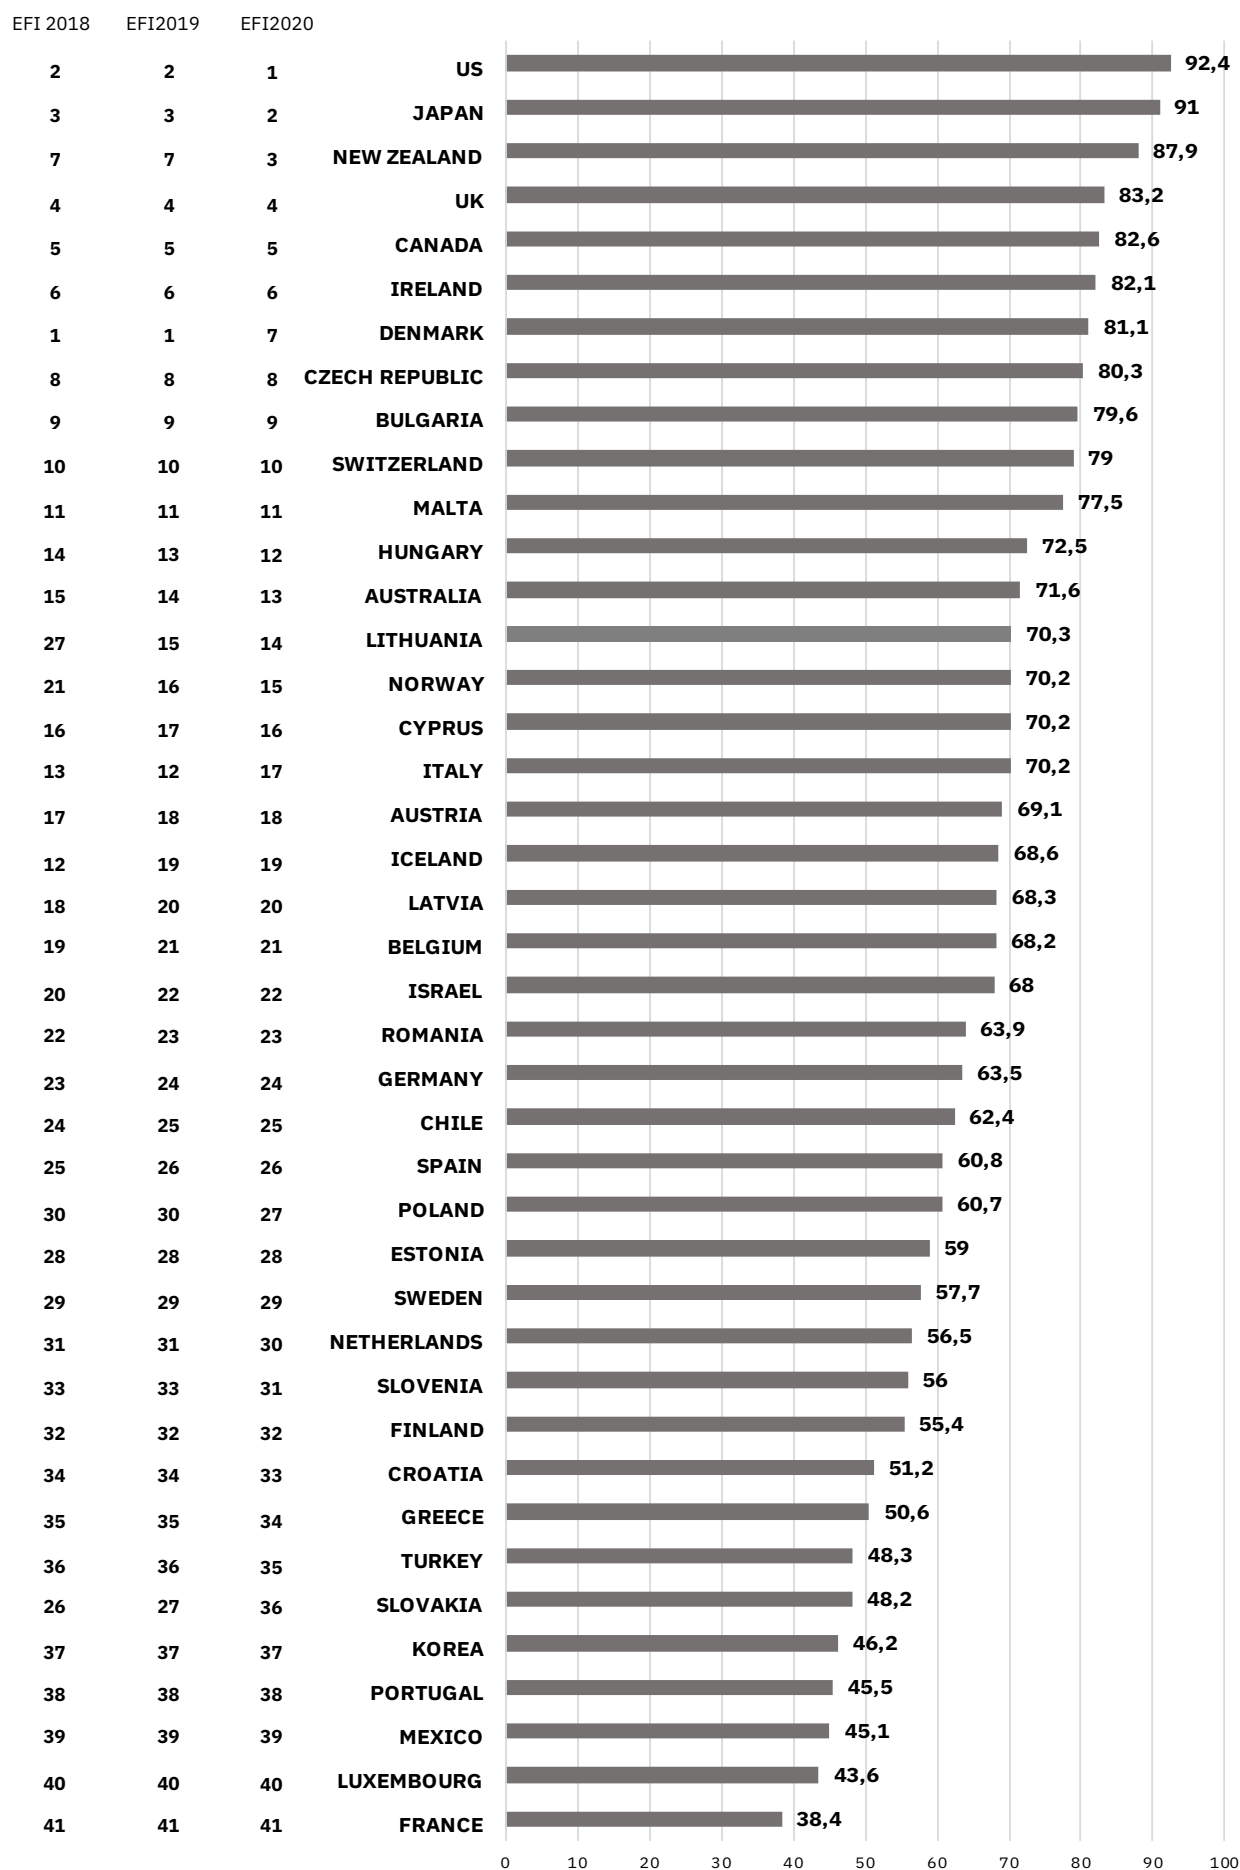 EFI 2018 EFI2019 EFI2020
2 2 1 US 92,4
3 3 2 JAPAN 91
7 7 3 NEW ZEALAND 87,9
4 4 4 UK 83,2
5 5 5 CANADA 82,6
6 6 6 IRELAND 82,1
1 1 7 DENMARK 81,1
8 8 8 CZECH REPUBLIC 80,3
9 9 9 BULGARIA 79,6
10 10 10 SWITZERLAND 79
11 11 11 MALTA 77,5
14 13 12 HUNGARY 72,5
15 14 13 AUSTRALIA 71,6
27 15 14 LITHUANIA 70,3
21 16 15 NORWAY 70,2
16 17 16 CYPRUS 70,2
13 12 17 ITALY 70,2
17 18 18 AUSTRIA 69,1
12 19 19 ICELAND 68,6
18 20 20 LATVIA 68,3
19 21 21 BELGIUM 68,2
20 22 22 ISRAEL 68
22 23 23 ROMANIA 63,9
23 24 24 GERMANY 63,5
24 25 25 CHILE 62,4
25 26 26 SPAIN 60,8
30 30 27 POLAND 60,7
28 28 28 ESTONIA 59
29 29 29 SWEDEN 57,7
31 31 30 NETHERLANDS 56,5
33 33 31 SLOVENIA 56
32 32 32 FINLAND 55,4
34 34 33 CROATIA 51,2
35 35 34 GREECE 50,6
36 36 35 TURKEY 48,3
26 27 36 SLOVAKIA 48,2
37 37 37 KOREA 46,2
38 38 38 PORTUGAL 45,5
39 39 39 MEXICO 45,1
40 40 40 LUXEMBOURG 43,6
41 41 41 FRANCE 38,4
0 10 20 30 40 50 60 70 80 90 100